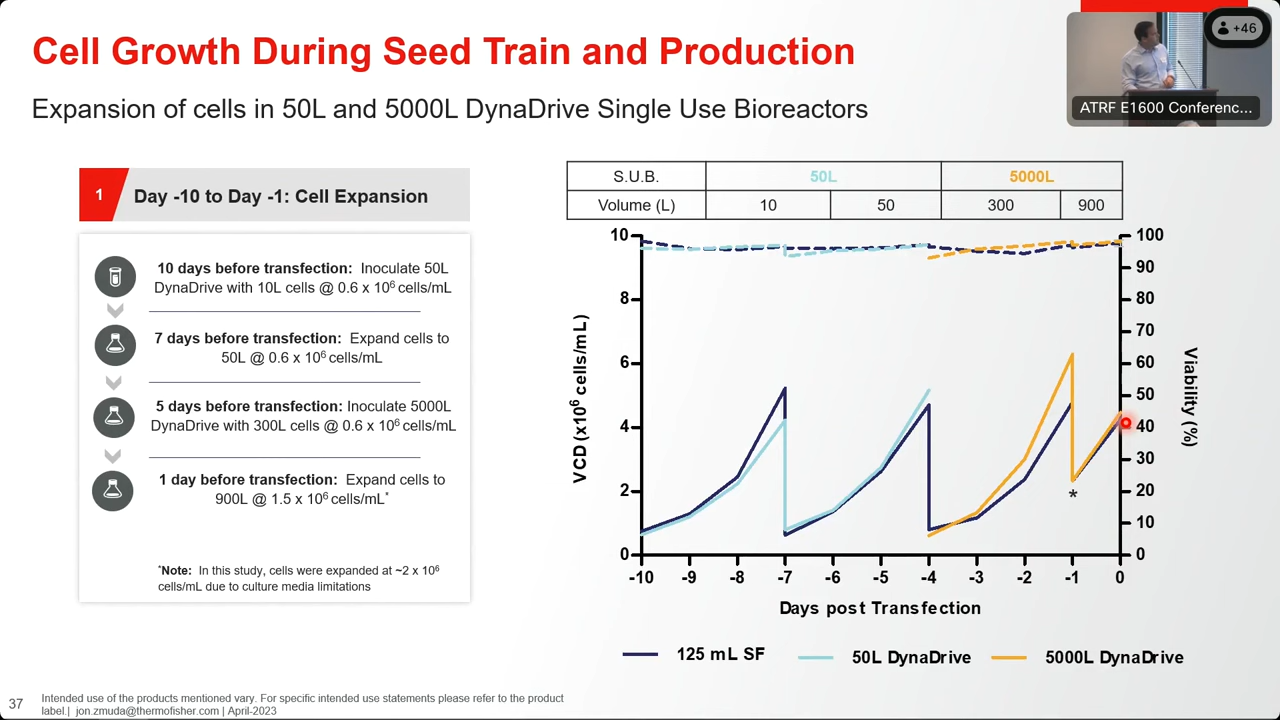 Cell Growth During Seed Train and Production
Expansion of cells in 50L and 5000L DynaDrive Single Use Bioreactors
+46
ATRF E1600 Conferenc...
1
Day -10 to Day -1: Cell Expansion
10 days before transfection: Inoculate 50L
DynaDrive with 10L cells @ 0.6 x 10⁶ cells/mL
7 days before transfection: Expand cells to
50L @ 0.6 x 10⁶ cells/mL
5 days before transfection: Inoculate 5000L
DynaDrive with 300L cells @ 0.6 x 10⁶ cells/mL
1 day before transfection: Expand cells to
900L @ 1.5 x 10⁶ cells/mL*
*Note: In this study, cells were expanded at ~2 x 10⁶
cells/mL due to culture media limitations
S.U.B. 50L 5000L
Volume (L) 10 50 300 900
10
8
6
4
2
0
VCD (x10⁶ cells/mL)
100
90
80
70
60
50
40
30
20
10
0
Viability (%)
*
-10 -9 -8 -7 -6 -5 -4 -3 -2 -1 0
Days post Transfection
125 mL SF 50L DynaDrive 5000L DynaDrive
37
Intended use of the products mentioned vary. For specific intended use statements please refer to the product
label.| jon.zmuda@thermofisher.com | April-2023